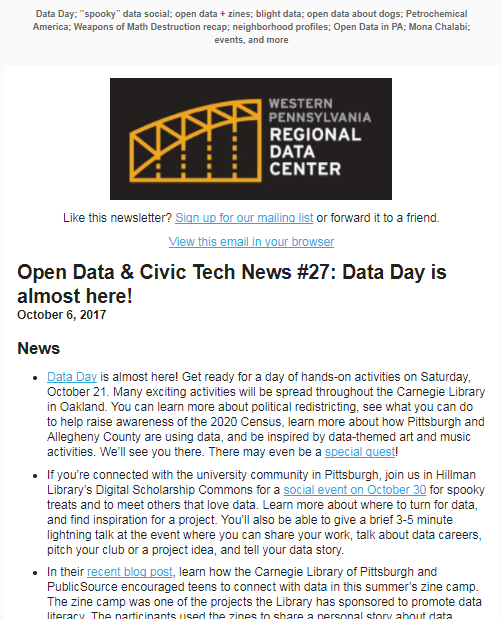 Data Day; "spooky" data social; open data + zines; blight data; open data about dogs; Petrochemical
America; Weapons of Math Destruction recap; neighborhood profiles; Open Data in PA; Mona Chalabi;
events, and more
WESTERN
PENNSYLVANIA
REGIONAL
DATA
CENTER
Like this newsletter? Sign up for our mailing list or forward it to a friend.
View this email in your browser
Open Data & Civic Tech News #27: Data Day is
almost here!
October 6, 2017
News
• Data Day is almost here! Get ready for a day of hands-on activities on Saturday,
October 21. Many exciting activities will be spread throughout the Carnegie Library
in Oakland. You can learn more about political redistricting, see what you can do
to help raise awareness of the 2020 Census, learn more about how Pittsburgh and
Allegheny County are using data, and be inspired by data-themed art and music
activities. We'll see you there. There may even be a special guest!
• If you're connected with the university community in Pittsburgh, join us in Hillman
Library's Digital Scholarship Commons for a social event on October 30 for spooky
treats and to meet others that love data. Learn more about where to turn for data,
and find inspiration for a project. You'll also be able to give a brief 3-5 minute
lightning talk at the event where you can share your work, talk about data careers,
pitch your club or a project idea, and tell your data story.
• In their recent blog post, learn how the Carnegie Library of Pittsburgh and
PublicSource encouraged teens to connect with data in this summer's zine camp.
The zine camp was one of the projects the Library has sponsored to promote data
literacy. The participants used the zines to share a personal story about data